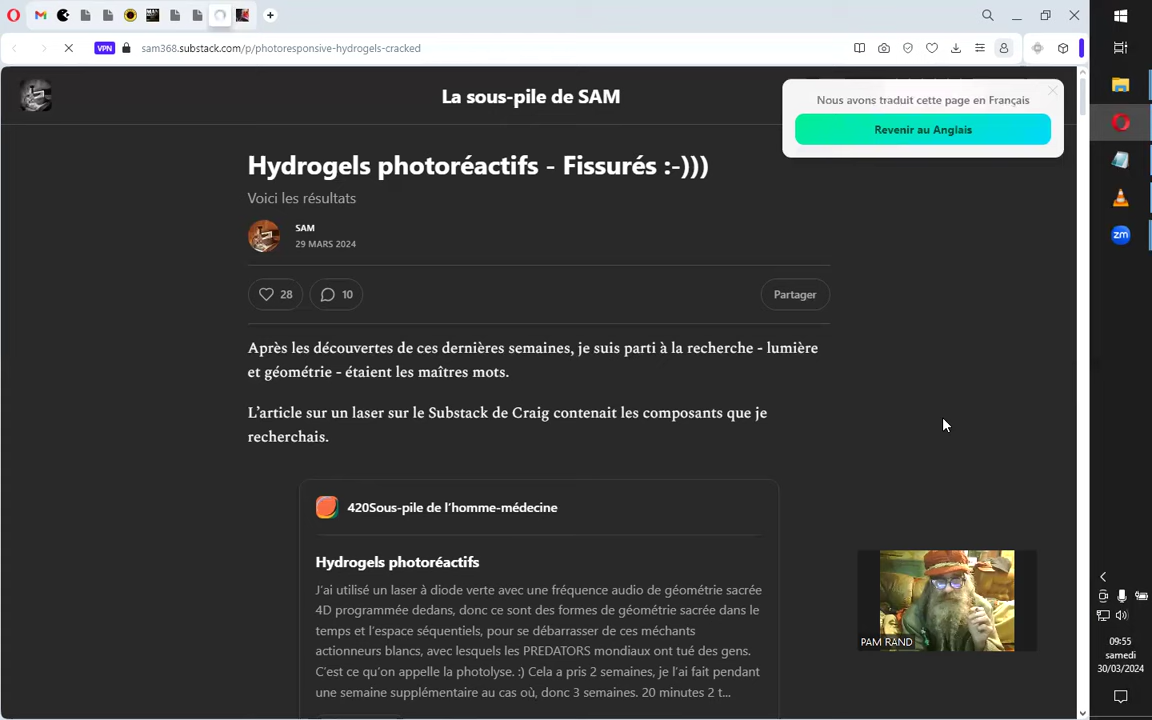 VPN
sam368.substack.com/p/photoresponsive-hydrogels-cracked
La sous-pile de SAM
Nous avons traduit cette page en Français
Revenir au Anglais
Hydrogels photoréactifs - Fissurés :-)))
Voici les résultats
SAM
29 MARS 2024
28
10
Partager
Après les découvertes de ces dernières semaines, je suis parti à la recherche - lumière
et géométrie - étaient les maîtres mots.
L'article sur un laser sur le Substack de Craig contenait les composants que je
recherchais.
420Sous-pile de l'homme-médecine
Hydrogels photoréactifs
J'ai utilisé un laser à diode verte avec une fréquence audio de géométrie sacrée
4D programmée dedans, donc ce sont des formes de géométrie sacrée dans le
temps et l'espace séquentiels, pour se débarrasser de ces méchants
actionneurs blancs, avec lesquels les PREDATORS mondiaux ont tué des gens.
C'est ce qu'on appelle la photolyse. :) Cela a pris 2 semaines, je l'ai fait pendant
une semaine supplémentaire au cas où, donc 3 semaines. 20 minutes 2 t...
PAM RAND
zm
09:55
samedi
30/03/2024